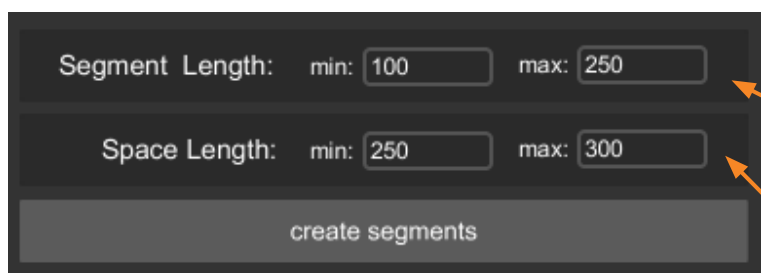 Segment Length: min: 100 max: 250
Space Length: min: 250 max: 300
create segments